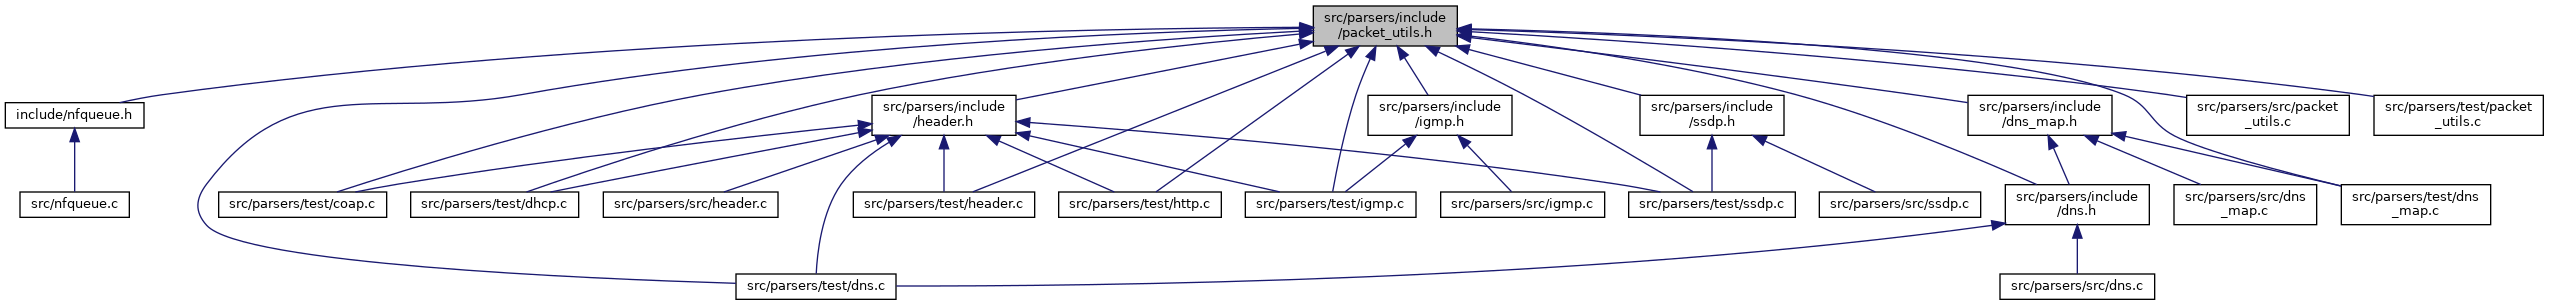 src/parsers/include
/packet_utils.h
include/nfqueue.h
src/parsers/include
/header.h
src/parsers/include
/igmp.h
src/parsers/include
/ssdp.h
src/parsers/include
/dns_map.h
src/parsers/src/packet
_utils.c
src/parsers/test/packet
_utils.c
src/nfqueue.c
src/parsers/test/coap.c
src/parsers/test/dhcp.c
src/parsers/src/header.c
src/parsers/test/header.c
src/parsers/test/http.c
src/parsers/test/igmp.c
src/parsers/src/igmp.c
src/parsers/test/ssdp.c
src/parsers/src/ssdp.c
src/parsers/include
/dns.h
src/parsers/src/dns
_map.c
src/parsers/test/dns
_map.c
src/parsers/test/dns.c
src/parsers/src/dns.c